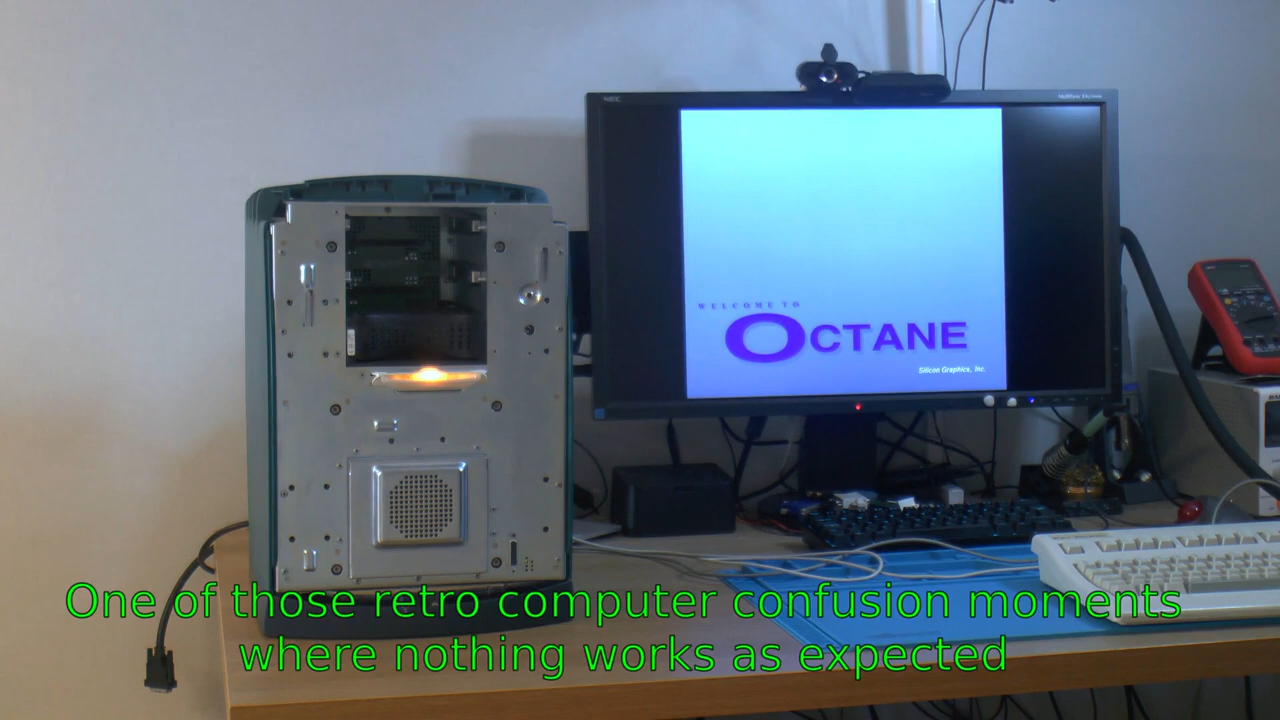 NEC
WELCOME TO
OCTANE
Silicon Graphics, Inc.
One of those retro computer confusion moments
where nothing works as expected